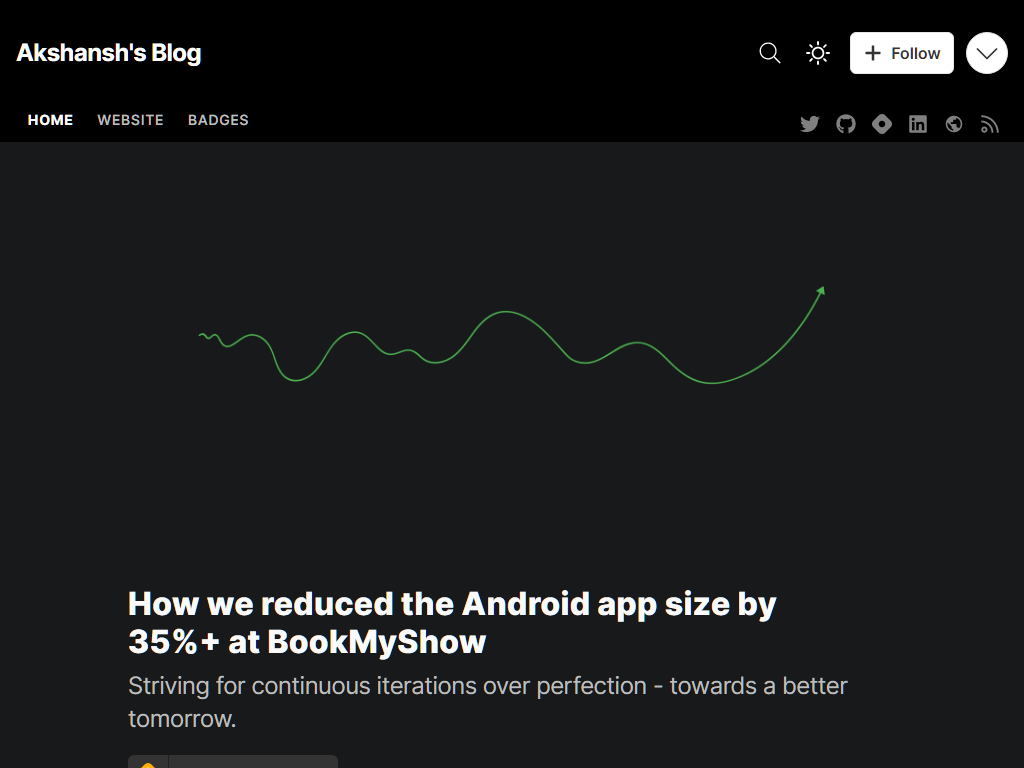 Akshansh's Blog
Follow
HOME WEBSITE BADGES
How we reduced the Android app size by
35%+ at BookMyShow
Striving for continuous iterations over perfection - towards a better
tomorrow.